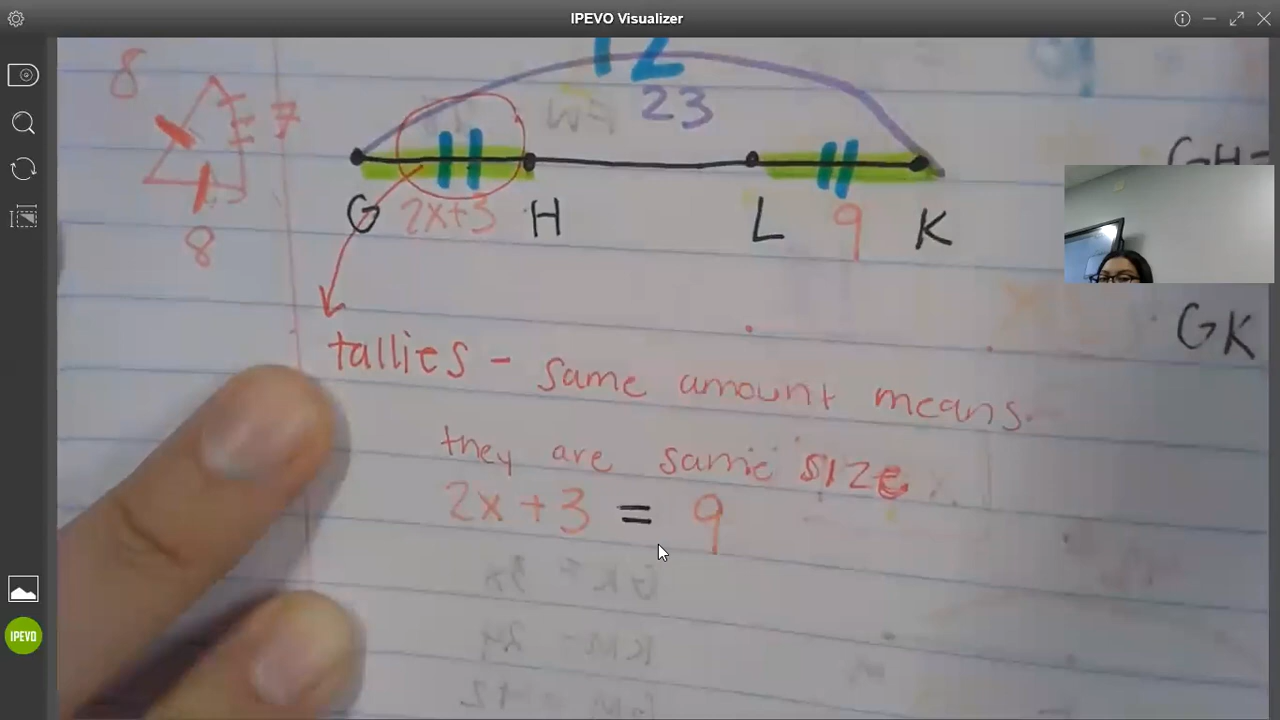 IPEVO Visualizer
12
23
8
7
8
G 2x+3 H L 9 K
GH=
GK
tallies - same amount means
they are same size
2x + 3 = 9
IPEVO